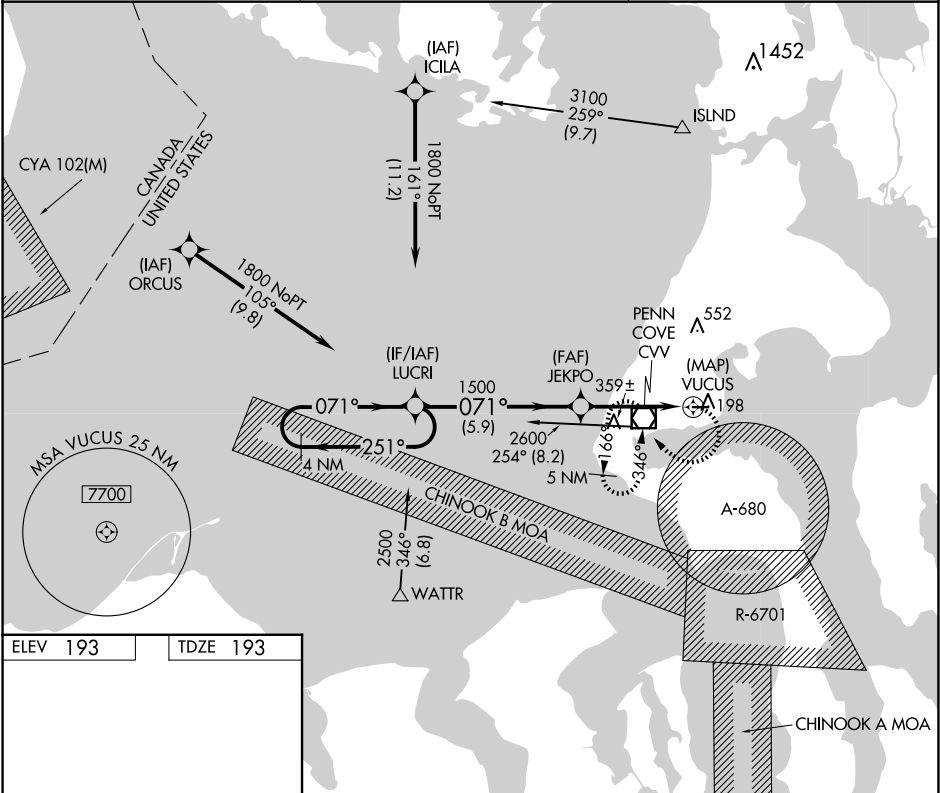 (IAF)
ICILA
1452
3100
259°
(9.7)
ISLND
CYA 102(M)
CANADA
UNITED STATES
1800 NoPT
161°
(11.2)
(IAF)
ORCUS
1800 NoPT
105°
(9.8)
PENN
COVE
CVV
552
(IF/IAF)
LUCRI
(FAF)
JEKPO
359±
(MAP)
VUCUS
198
071°
1500
071°
(5.9)
2600
254° (8.2)
166°
346°
251°
4 NM
5 NM
MSA VUCUS 25 NM
7700
CHINOOK B MOA
A-680
2500
346°
(6.8)
WATTR
R-6701
ELEV 193
TDZE 193
CHINOOK A MOA